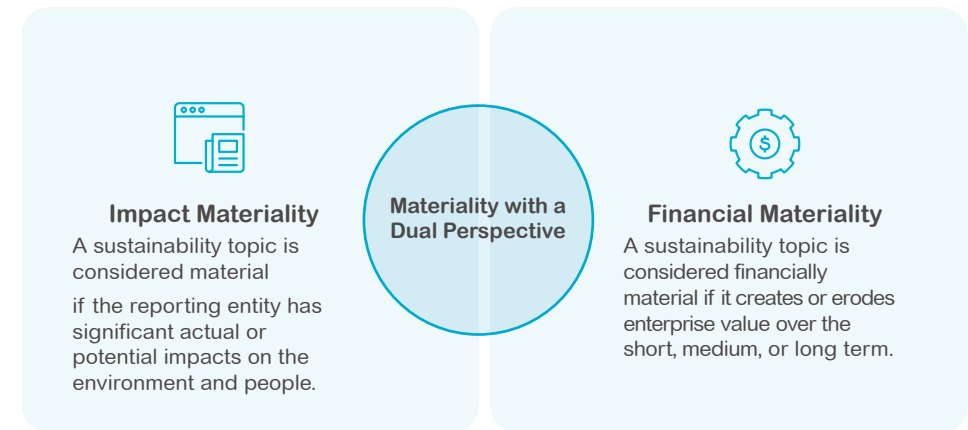 Impact Materiality
A sustainability topic is
considered material
if the reporting entity has
significant actual or
potential impacts on the
environment and people.
Materiality with a
Dual Perspective
$
Financial Materiality
A sustainability topic is
considered financially
material if it creates or erodes
enterprise value over the
short, medium, or long term.